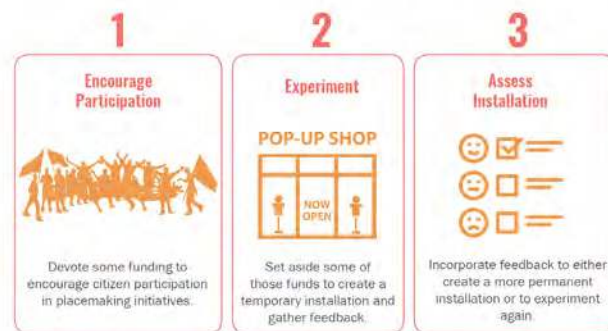 1
Encourage
Participation
Devote some funding to
encourage citizen participation
in placemaking initiatives.
2
Experiment
POP-UP SHOP
NOW
OPEN
Set aside some of
those funds to create a
temporary installation and
gather feedback.
3
Assess
Installation
Incorporate feedback to either
create a more permanent
installation or to experiment
again.